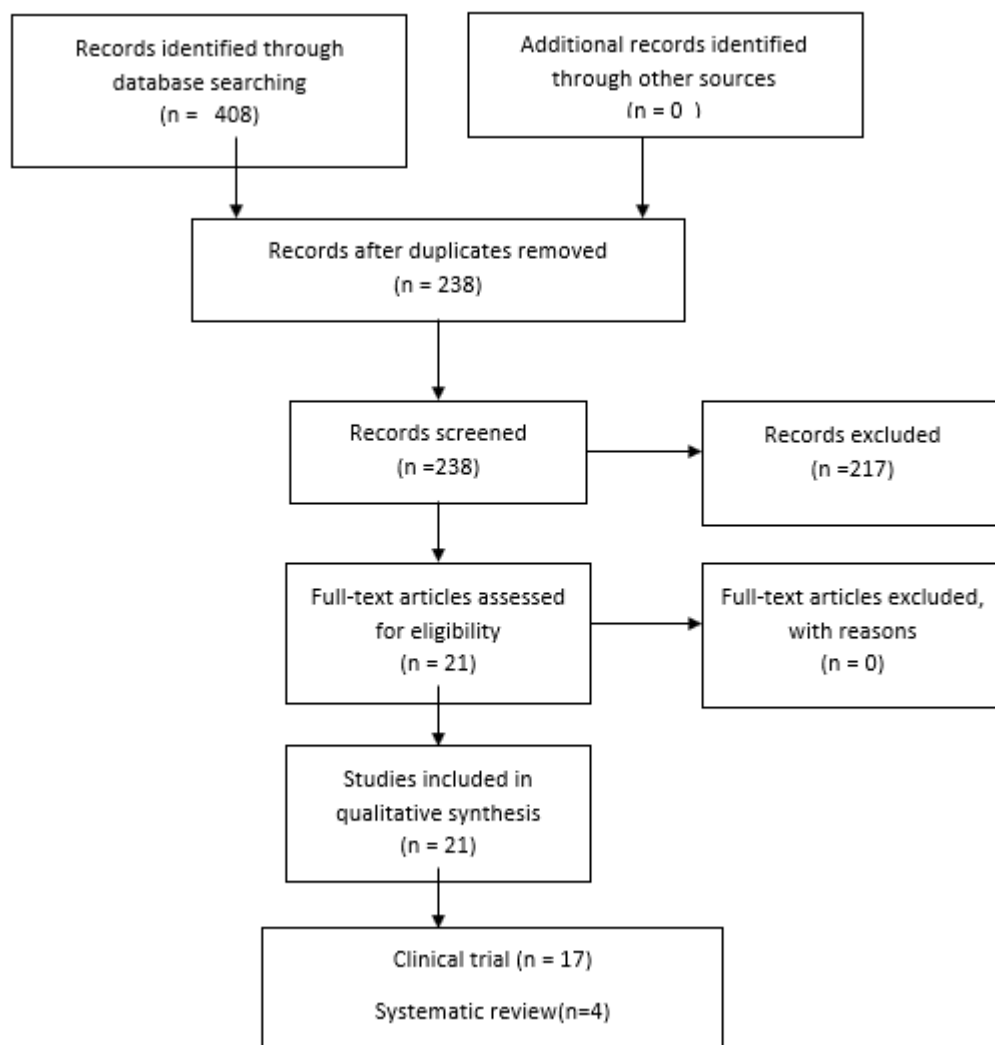 Records identified through
database searching
(n =   408)
Additional records identified
through other sources
(n = 0  )
Records after duplicates removed
(n = 238)
Records screened
(n =238)
Records excluded
(n =217)
Full-text articles assessed
for eligibility
(n = 21)
Full-text articles excluded,
with reasons
(n = 0)
Studies included in
qualitative synthesis
(n = 21)
Clinical trial (n = 17)
Systematic review(n=4)